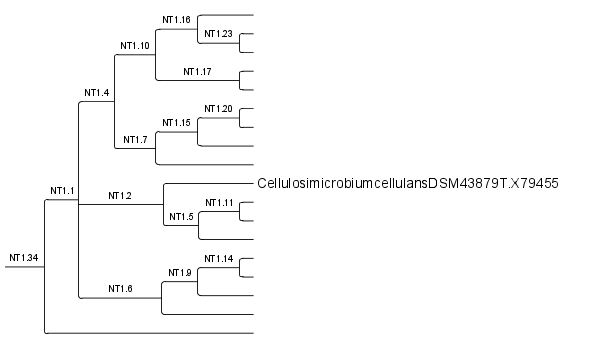 NT1.16
NT1.23
NT1.10
NT1.17
NT1.4
NT1.20
NT1.15
NT1.7
CellulosimicrobiumcellulansDSM43879T.X79455
NT1.1
NT1.2
NT1.11
NT1.5
NT1.34
NT1.14
NT1.9
NT1.6